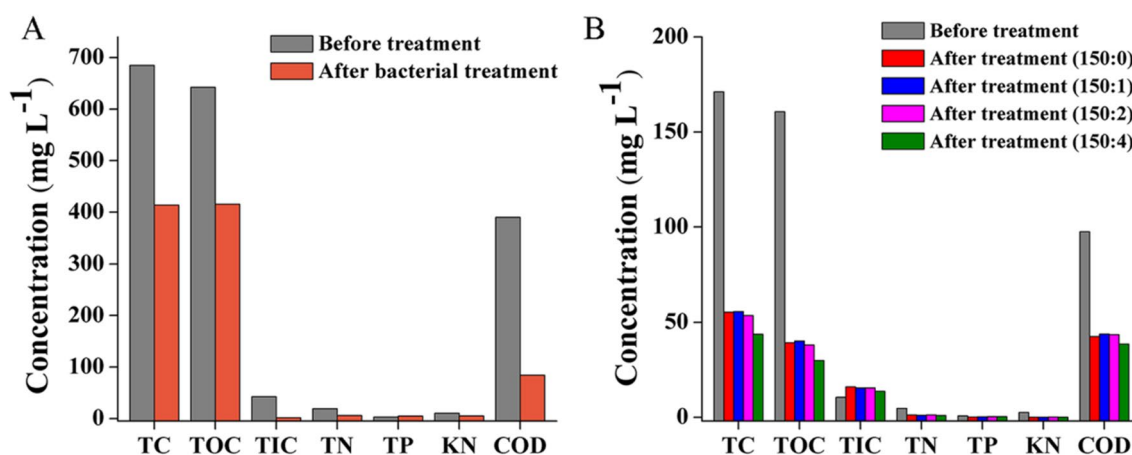 A
Before treatment
After bacterial treatment
Concentration (mg L-1)
700
600
500
400
300
200
100
0
TC TOC TIC TN TP KN COD
B
Before treatment
After treatment (150:0)
After treatment (150:1)
After treatment (150:2)
After treatment (150:4)
Concentration (mg L-1)
200
150
100
50
0
TC TOC TIC TN TP KN COD